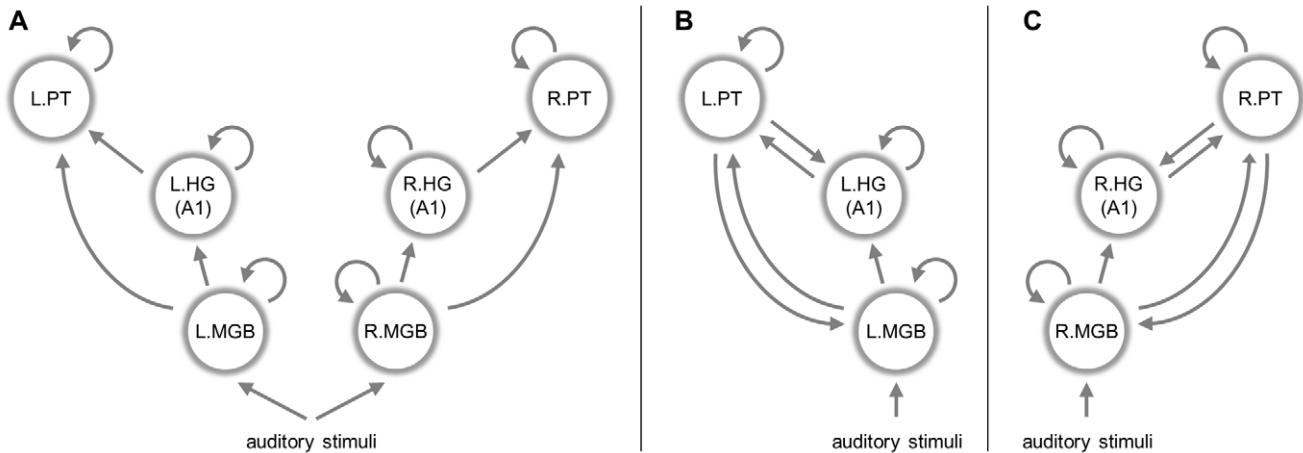 A
L.PT
R.PT
L.HG
(A1)
R.HG
(A1)
L.MGB
R.MGB
auditory stimuli
B
L.PT
L.HG
(A1)
L.MGB
auditory stimuli
C
R.PT
R.HG
(A1)
R.MGB
auditory stimuli